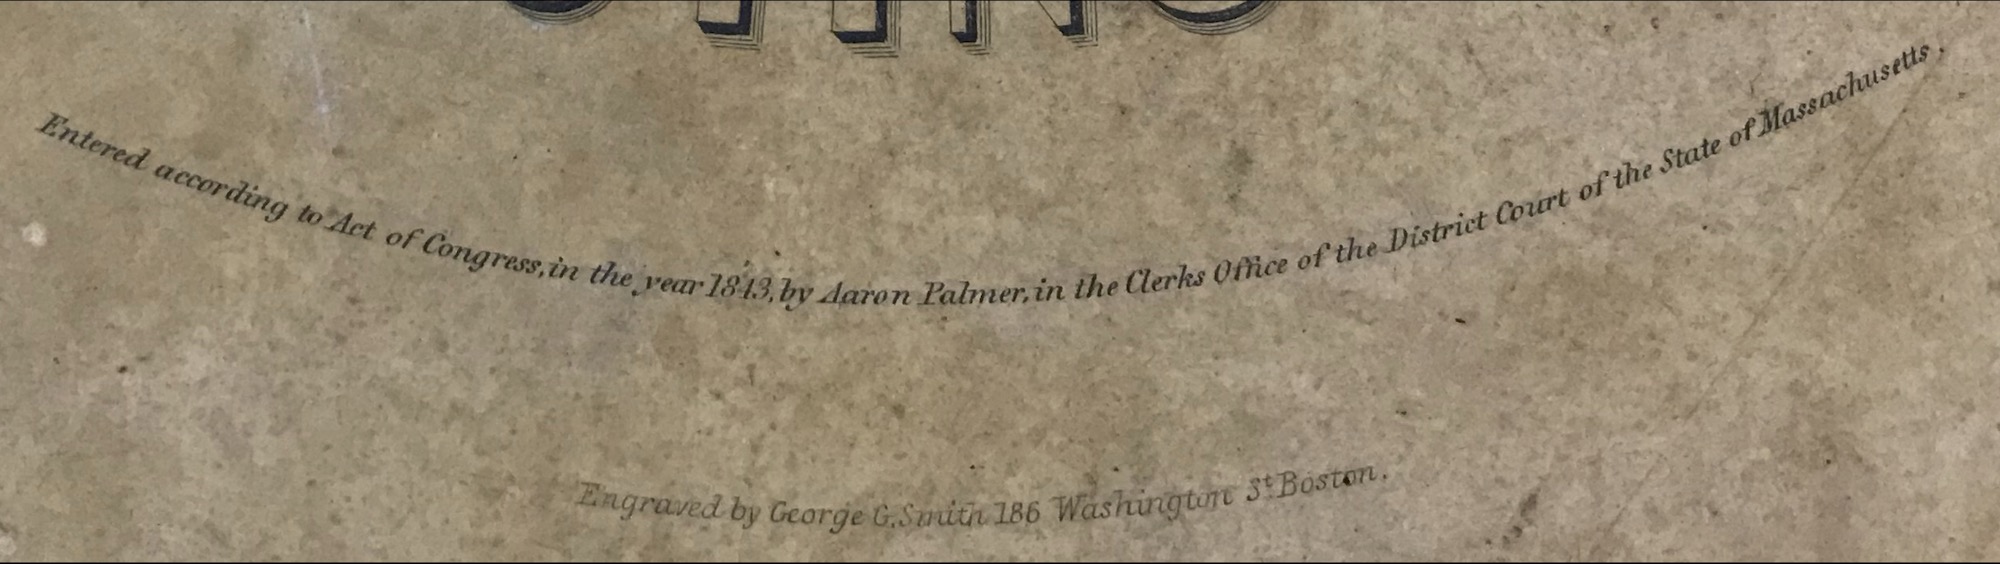 Entered according to Act of Congress, in the year 1843, by Aaron Palmer, in the Clerks Office of the District Court of the State of Massachusetts.
Engraved by George G. Smith 186 Washington St Boston.